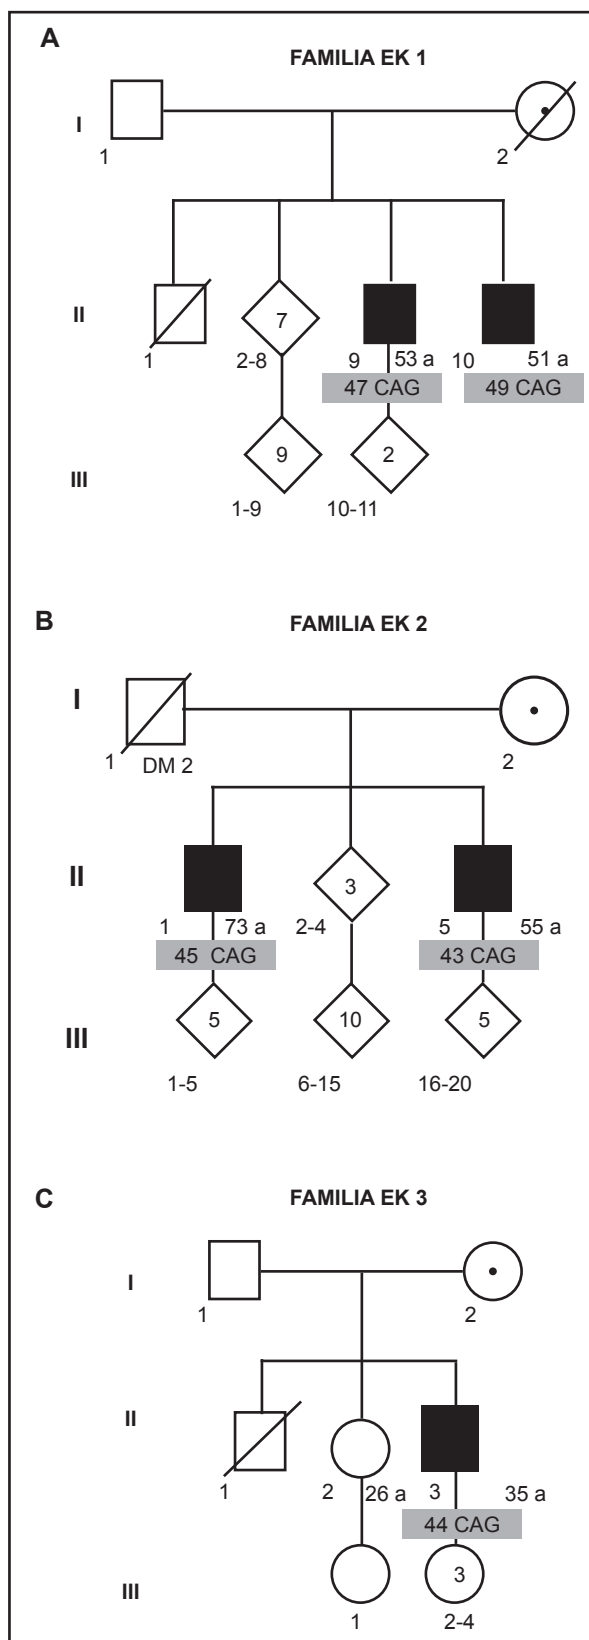 A
FAMILIA EK 1
I
1
2
II
7
1
2-8
9
53 a
10
51 a
47 CAG
49 CAG
III
9
2
1-9
10-11
B
FAMILIA EK 2
I
1
DM 2
2
II
3
1
73 a
2-4
5
55 a
45 CAG
43 CAG
III
5
10
5
1-5
6-15
16-20
C
FAMILIA EK 3
I
1
2
II
1
2
26 a
3
35 a
44 CAG
III
3
1
2-4